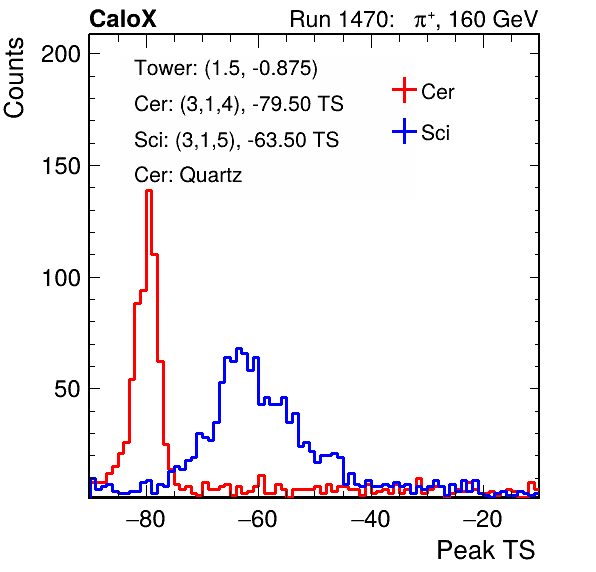 CaloX Run 1470: π⁺, 160 GeV
Counts
200
150
100
50
Tower: (1.5, -0.875)
Cer: (3,1,4), -79.50 TS
Sci: (3,1,5), -63.50 TS
Cer: Quartz
Cer
Sci
−80 −60 −40 −20
Peak TS